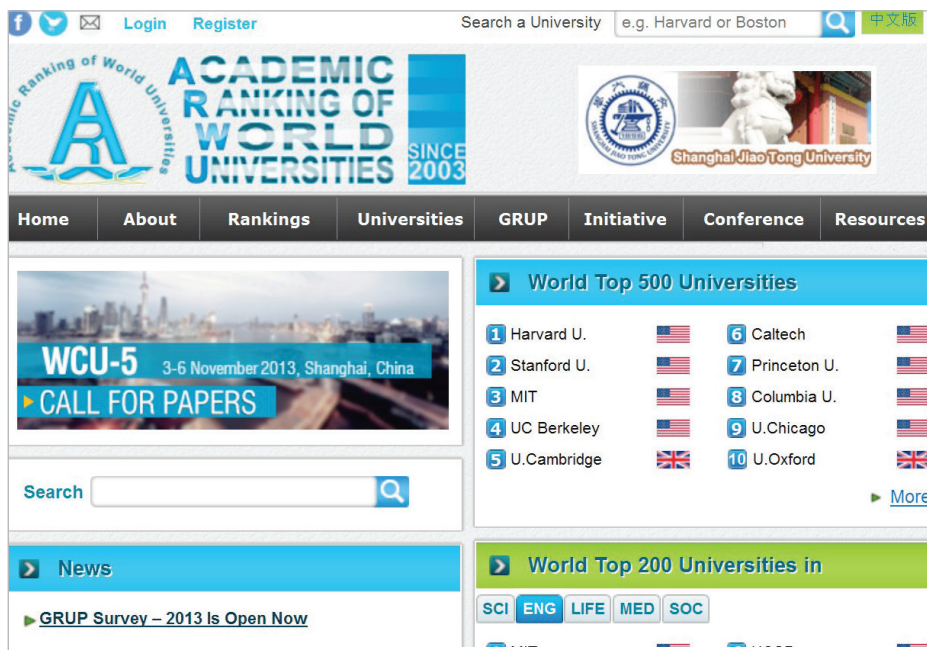 Login Register Search a University e.g. Harvard or Boston 中文版
Academic Ranking of World Universities
ACADEMIC
RANKING OF
WORLD
UNIVERSITIES
SINCE
2003
Shanghai Jiao Tong University
Home About Rankings Universities GRUP Initiative Conference Resources
WCU-5 3-6 November 2013, Shanghai, China
CALL FOR PAPERS
World Top 500 Universities
1 Harvard U. 6 Caltech
2 Stanford U. 7 Princeton U.
3 MIT 8 Columbia U.
4 UC Berkeley 9 U.Chicago
5 U.Cambridge 10 U.Oxford
More
Search
News
GRUP Survey – 2013 Is Open Now
World Top 200 Universities in
SCI ENG LIFE MED SOC